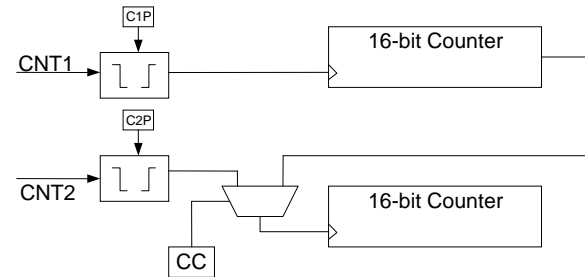 C1P
16-bit Counter
CNT1
C2P
CNT2
16-bit Counter
CC